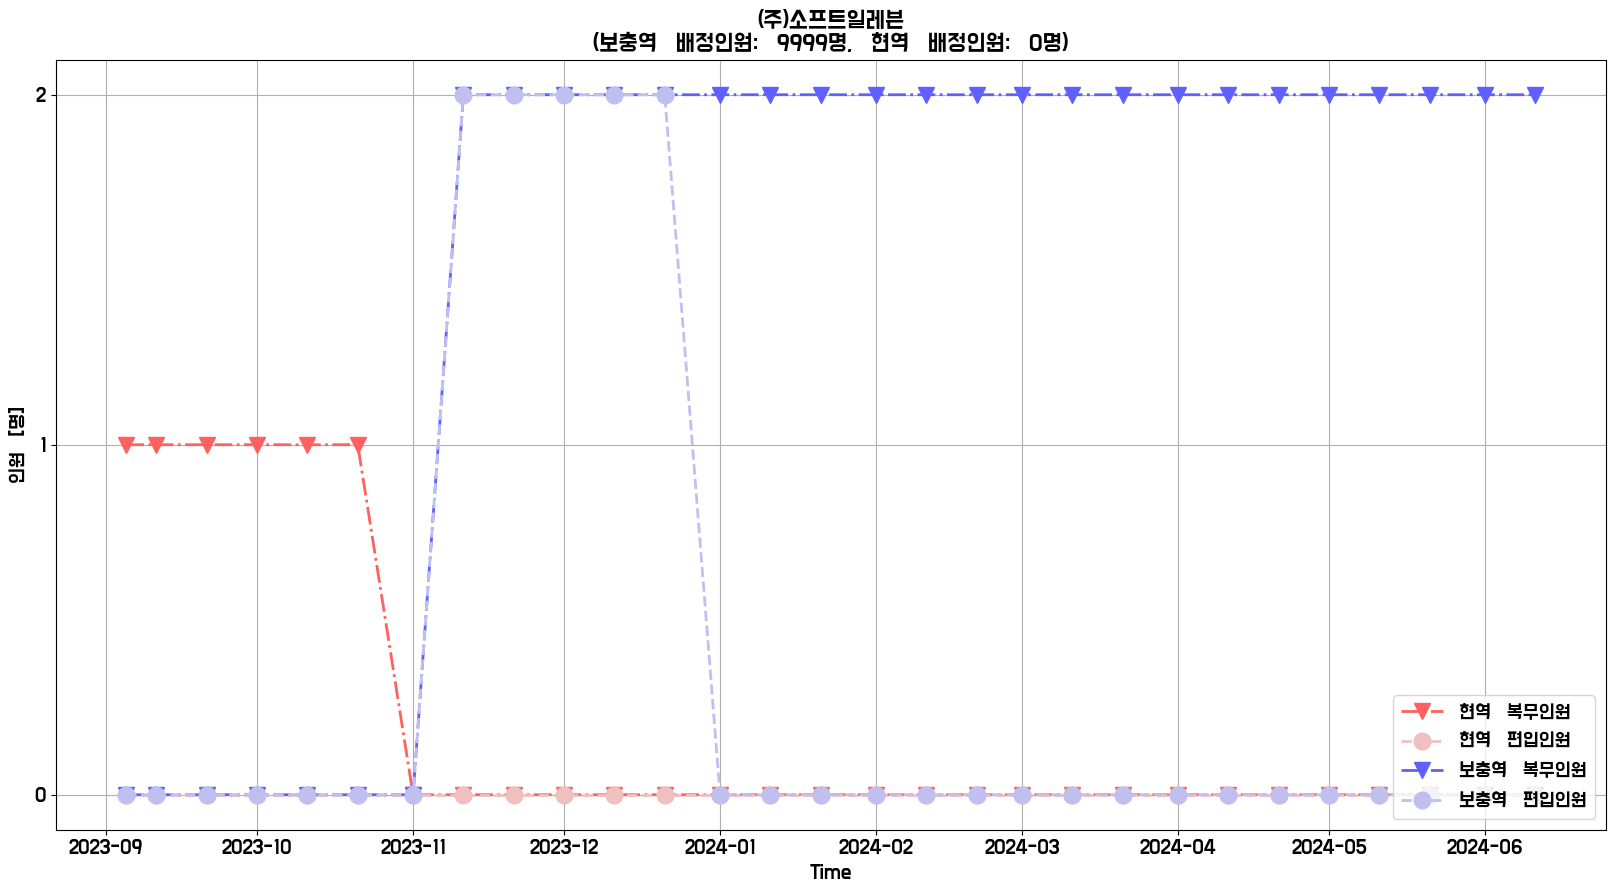 (주)소프트일레븐
(보충역 배정인원: 9999명, 현역 배정인원: 0명)
인원 [명]
2
1
0
현역 복무인원
현역 편입인원
보충역 복무인원
보충역 편입인원
2023-09 2023-10 2023-11 2023-12 2024-01 2024-02 2024-03 2024-04 2024-05 2024-06
Time